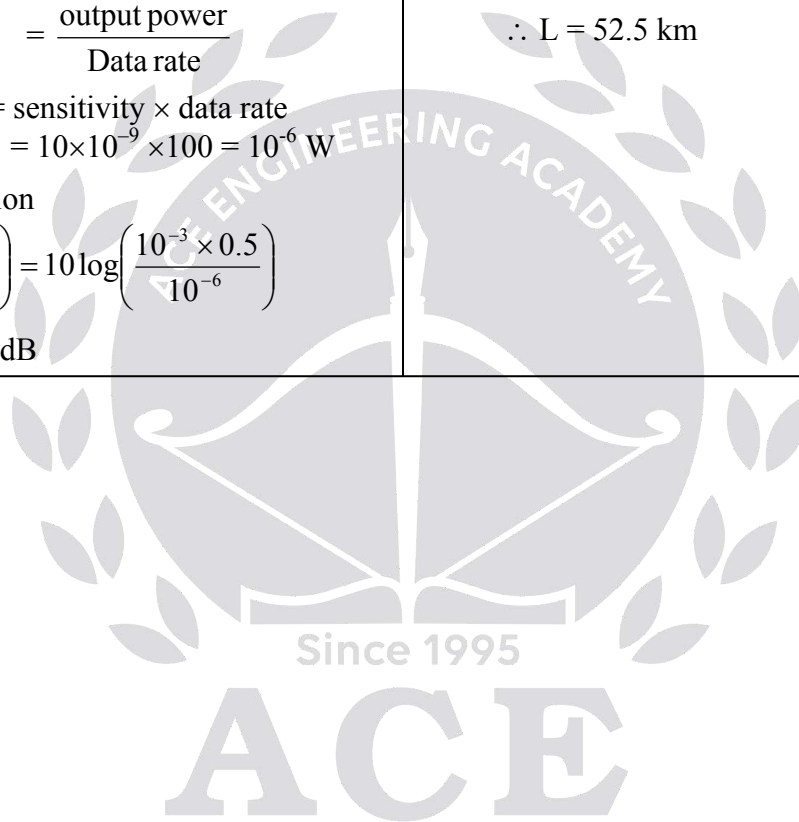 = output power / Data rate
= sensitivity × data rate
= 10×10⁻⁹ ×100 = 10⁻⁶ W
ion
) = 10 log(10⁻³ × 0.5 / 10⁻⁶)
dB
∴ L = 52.5 km
ACE ENGINEERING ACADEMY
Since 1995
ACE